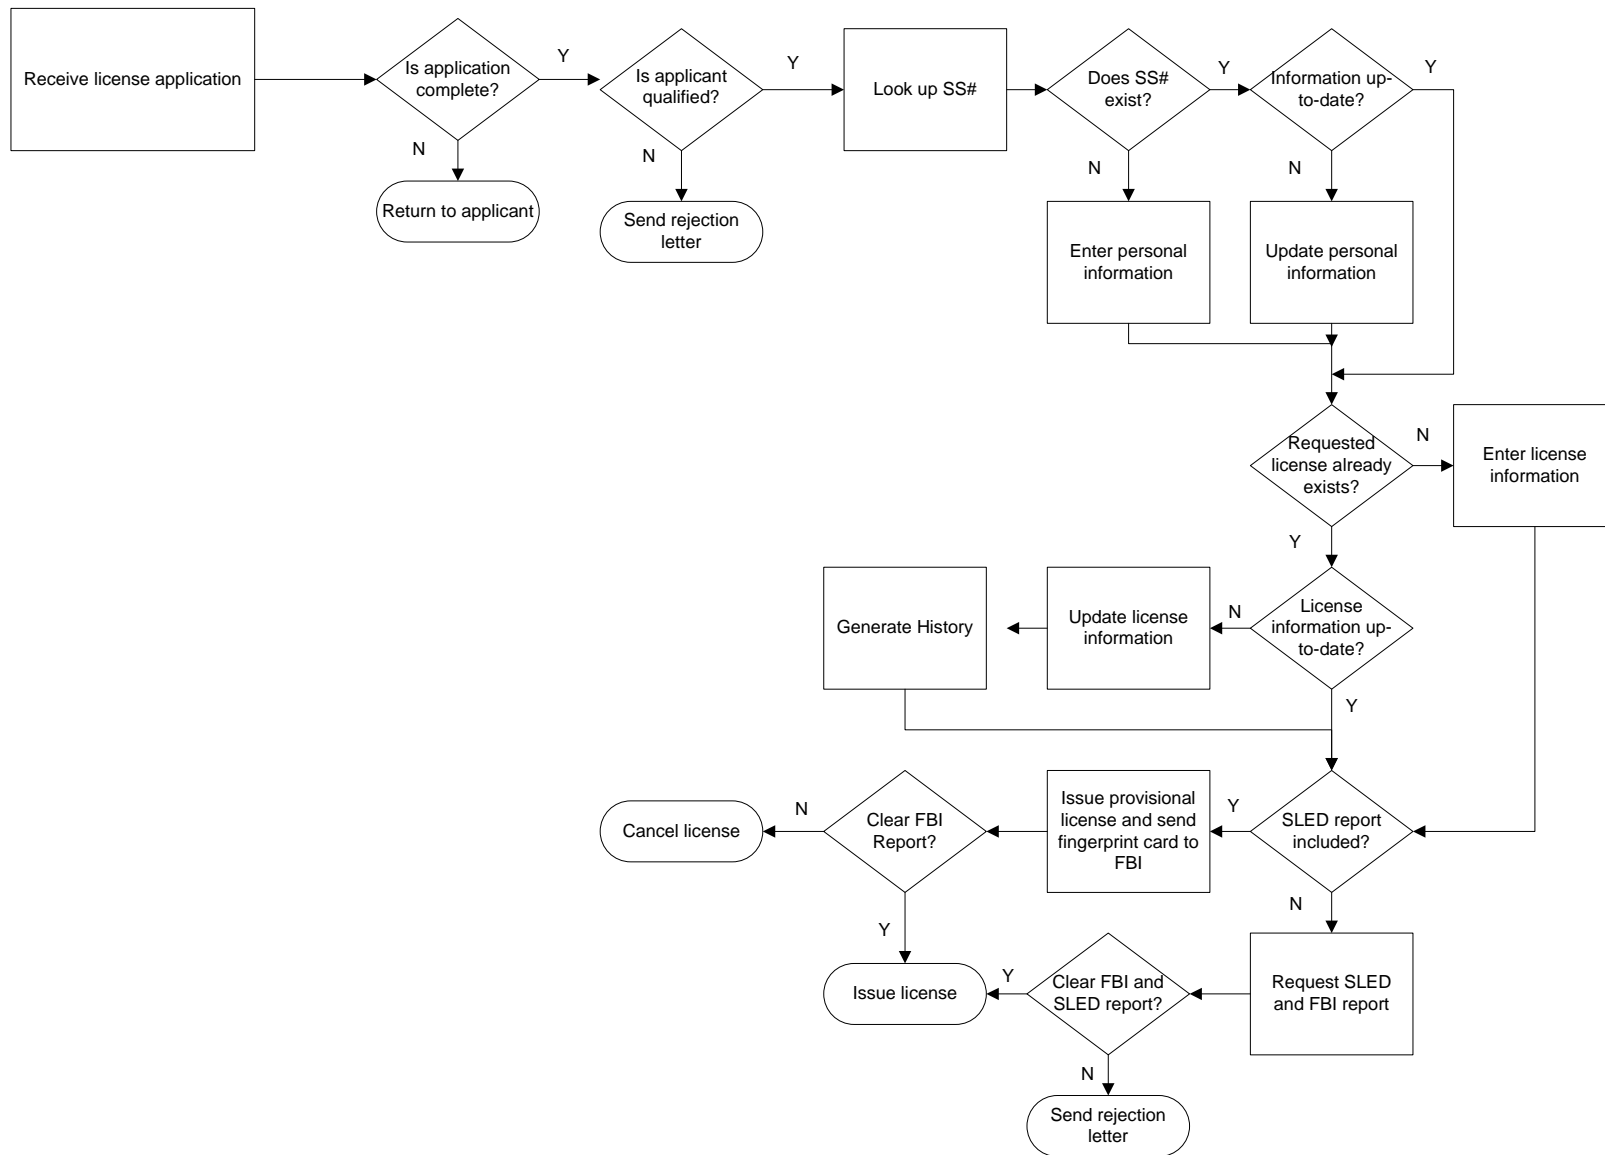 Receive license application
Is application
complete?
Y
N
Return to applicant
Is applicant
qualified?
Y
N
Send rejection
letter
Look up SS#
Does SS#
exist?
Y
N
Enter personal
information
Information up-
to-date?
Y
N
Update personal
information
Requested
license already
exists?
N
Enter license
information
Y
License
information up-
to-date?
N
Update license
information
Generate History
Y
SLED report
included?
Y
Issue provisional
license and send
fingerprint card to
FBI
Clear FBI
Report?
N
Cancel license
Y
Issue license
N
Request SLED
and FBI report
Clear FBI and
SLED report?
Y
N
Send rejection
letter